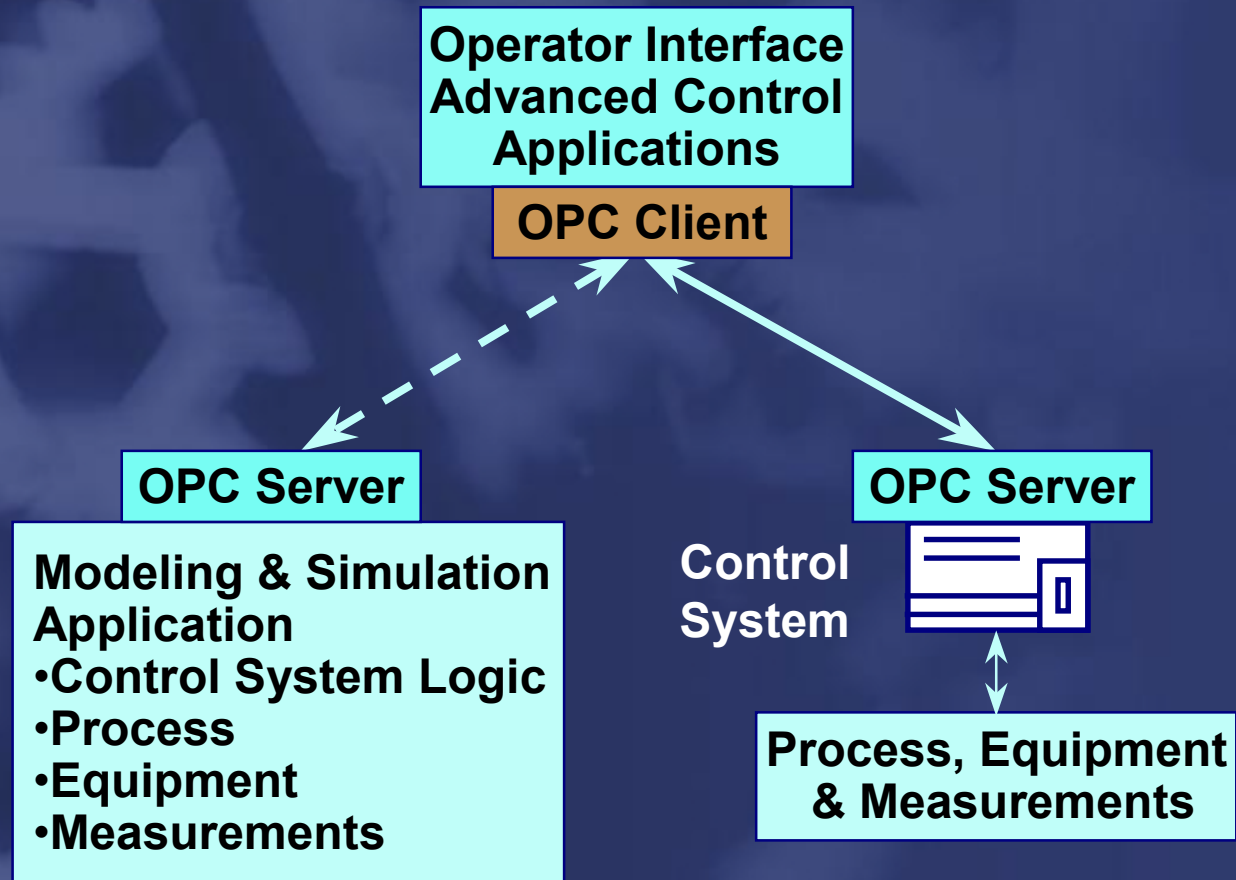 Operator Interface
Advanced Control
Applications
OPC Client
OPC Server
Modeling & Simulation
Application
•Control System Logic
•Process
•Equipment
•Measurements
OPC Server
Control
System
Process, Equipment
& Measurements